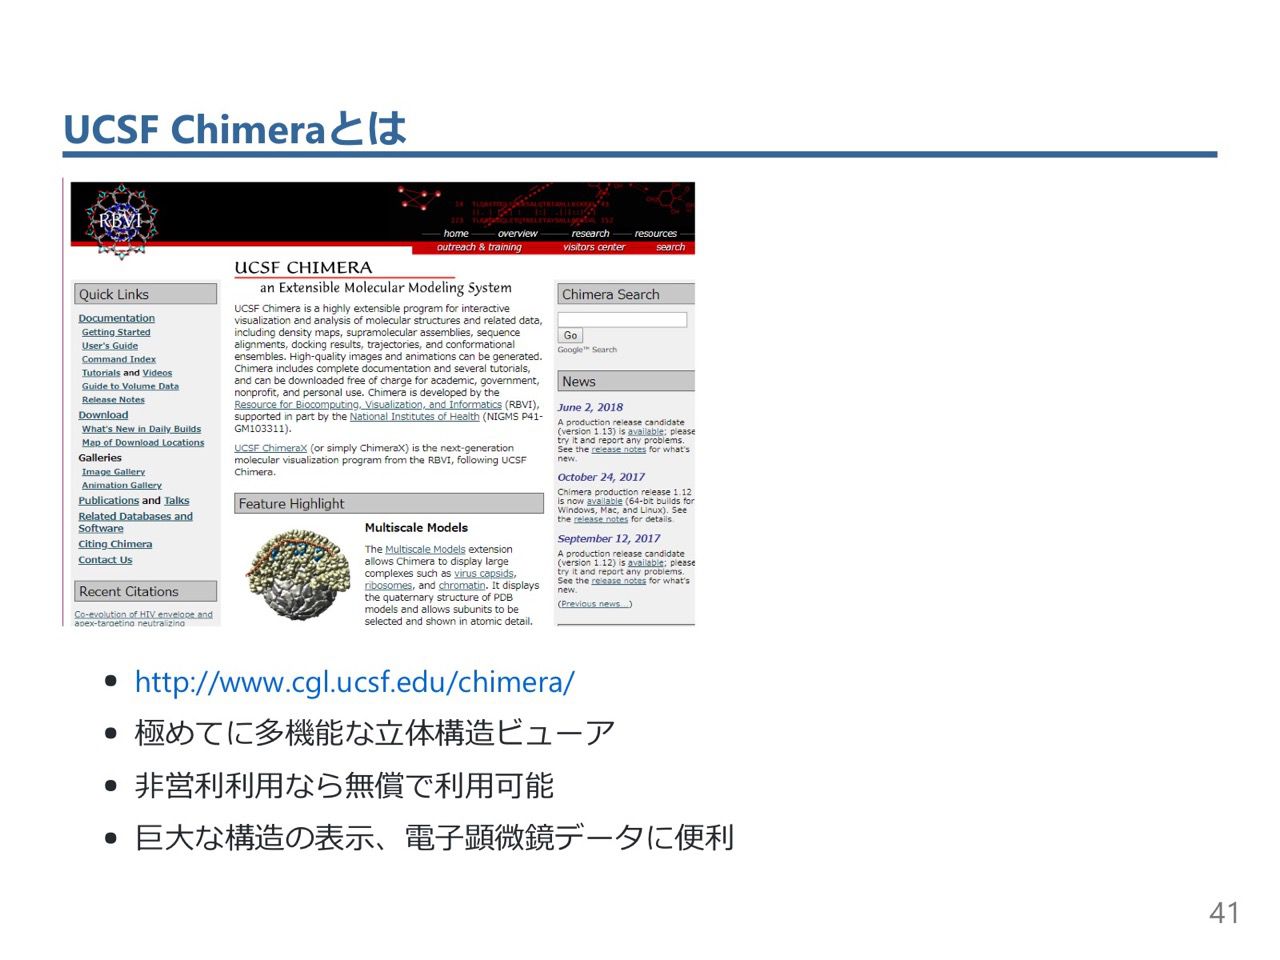 UCSF Chimeraとは
RBVI
home overview research resources
outreach & training visitors center search
UCSF CHIMERA
an Extensible Molecular Modeling System
Quick Links
Documentation
Getting Started
User's Guide
Command Index
Tutorials and Videos
Guide to Volume Data
Release Notes
Download
What's New in Daily Builds
Map of Download Locations
Galleries
Image Gallery
Animation Gallery
Publications and Talks
Related Databases and
Software
Citing Chimera
Contact Us
Recent Citations
Co-evolution of HIV envelope and
apex-targeting neutralizing
UCSF Chimera is a highly extensible program for interactive
visualization and analysis of molecular structures and related data,
including density maps, supramolecular assemblies, sequence
alignments, docking results, trajectories, and conformational
ensembles. High-quality images and animations can be generated.
Chimera includes complete documentation and several tutorials,
and can be downloaded free of charge for academic, government,
nonprofit, and personal use. Chimera is developed by the
Resource for Biocomputing, Visualization, and Informatics (RBVI),
supported in part by the National Institutes of Health (NIGMS P41-
GM103311).
UCSF ChimeraX (or simply ChimeraX) is the next-generation
molecular visualization program from the RBVI, following UCSF
Chimera.
Feature Highlight
Multiscale Models
The Multiscale Models extension
allows Chimera to display large
complexes such as virus capsids,
ribosomes, and chromatin. It displays
the quaternary structure of PDB
models and allows subunits to be
selected and shown in atomic detail.
Chimera Search
Go
Google™ Search
News
June 2, 2018
A production release candidate
(version 1.13) is available; please
try it and report any problems.
See the release notes for what's
new.
October 24, 2017
Chimera production release 1.12
is now available (64-bit builds for
Windows, Mac, and Linux). See
the release notes for details.
September 12, 2017
A production release candidate
(version 1.12) is available; please
try it and report any problems.
See the release notes for what's
new.
(Previous news...)
• http://www.cgl.ucsf.edu/chimera/
• 極めてに多機能な立体構造ビューア
• 非営利利用なら無償で利用可能
• 巨大な構造の表示、電子顕微鏡データに便利
41